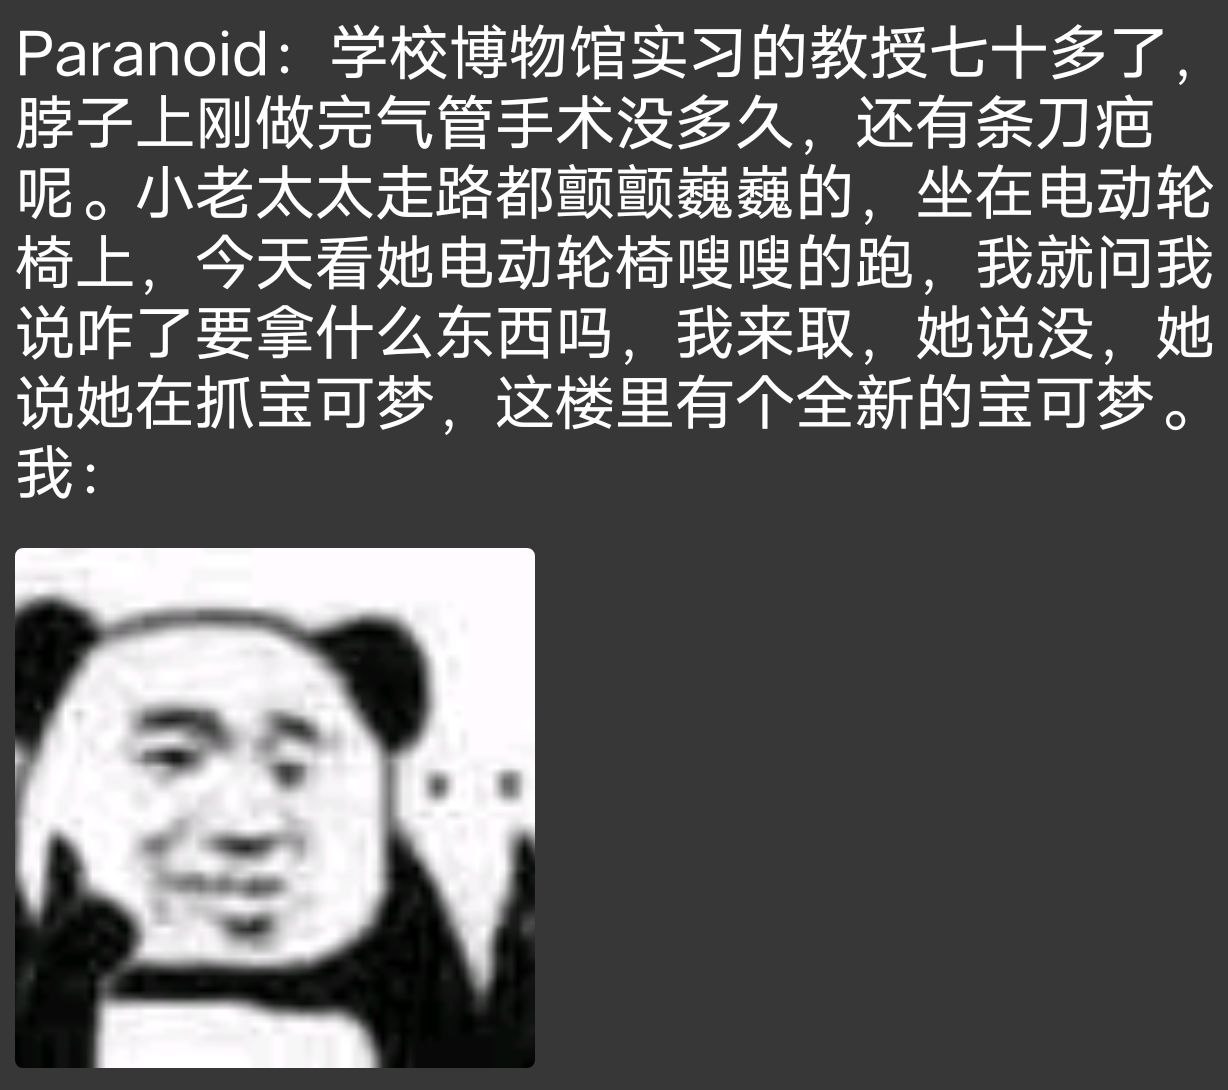 Paranoid：学校博物馆实习的教授七十多了，
脖子上刚做完气管手术没多久，还有条刀疤
呢。小老太太走路都颤颤巍巍的，坐在电动轮
椅上，今天看她电动轮椅嗖嗖的跑，我就问我
说咋了要拿什么东西吗，我来取，她说没，她
说她在抓宝可梦，这楼里有个全新的宝可梦。
我：